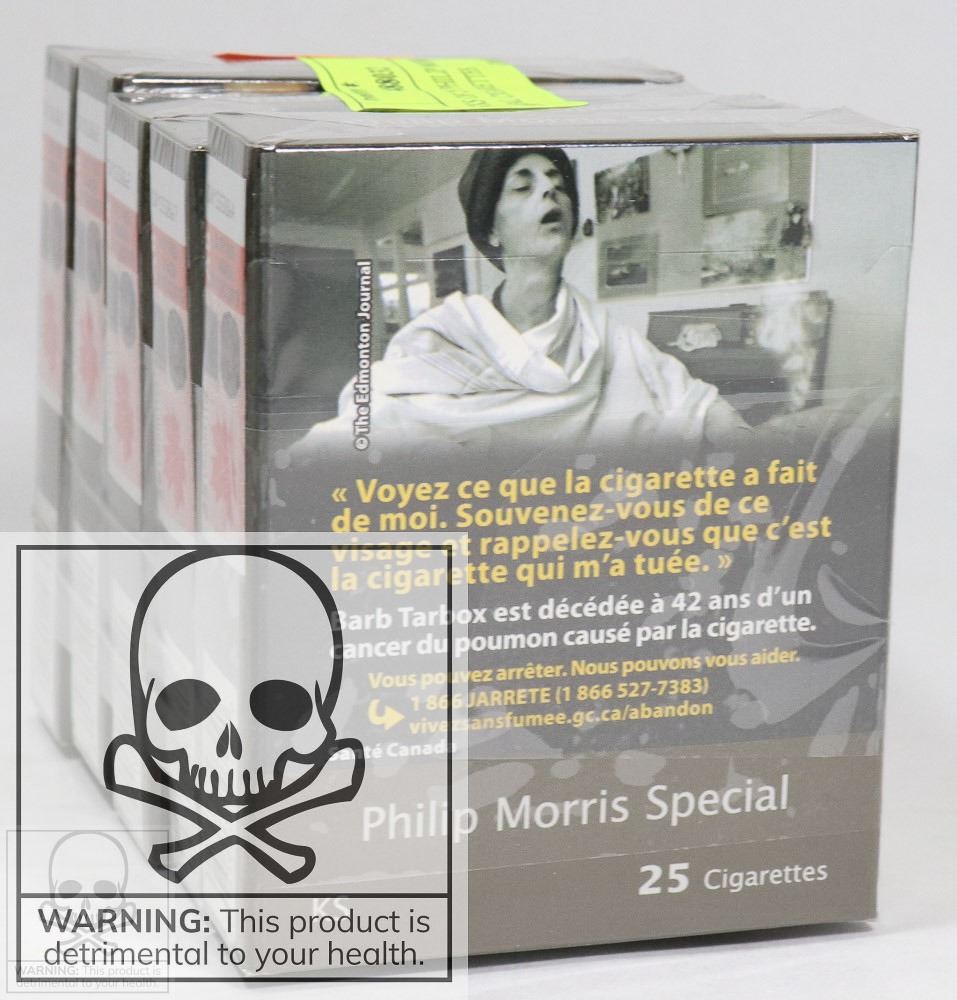 48801S
© The Edmonton Journal
« Voyez ce que la cigarette a fait
de moi. Souvenez-vous de ce
visage et rappelez-vous que c’est
la cigarette qui m’a tuée. »
Barb Tarbox est décédée à 42 ans d’un
cancer du poumon causé par la cigarette.
Vous pouvez arrêter. Nous pouvons vous aider.
1 866 JARRETE (1 866 527-7383)
vivezsansfumee.gc.ca/abandon
Santé Canada
Philip Morris Special
25 Cigarettes
KS
WARNING: This product is
detrimental to your health.
WARNING: This product is
detrimental to your health.